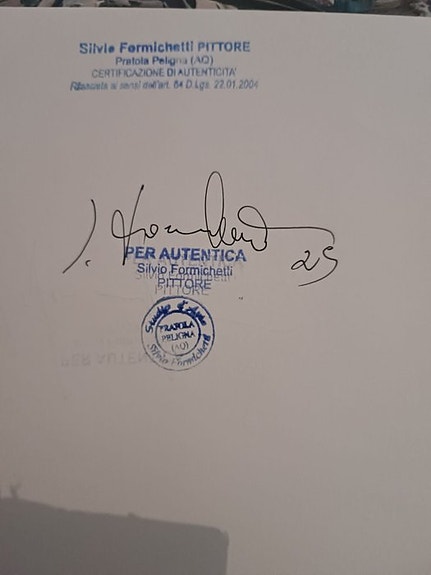 Silvio Formichetti PITTORE
Pratola Peligna (AQ)
CERTIFICAZIONE DI AUTENTICITA'
Rilasciata ai sensi dell'art. 64 D.Lgs. 22.01.2004
S. Formichetti 25
PER AUTENTICA
Silvio Formichetti
PITTORE
Studio d'Arte
PRATOLA
PELIGNA
(AQ)
Silvio Formichetti